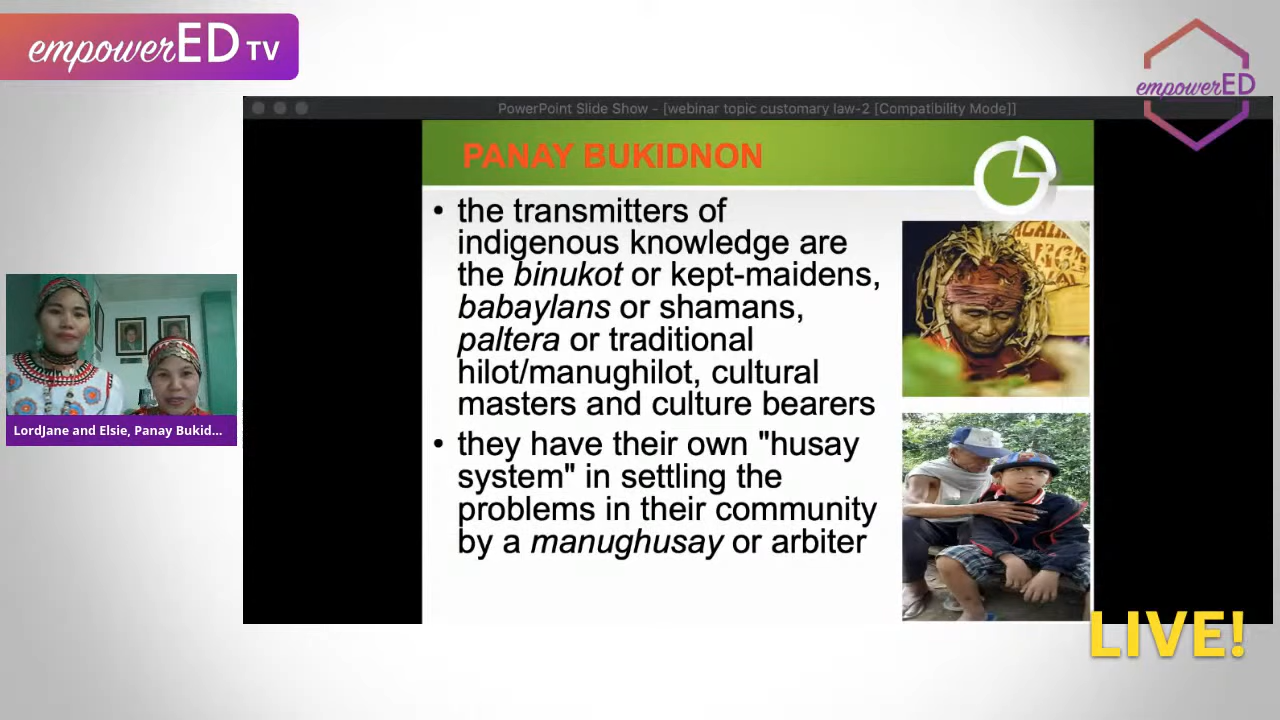 empowerED TV
empowerED
PowerPoint Slide Show - [webinar topic customary law-2 [Compatibility Mode]]
PANAY BUKIDNON
• the transmitters of
indigenous knowledge are
the binukot or kept-maidens,
babaylans or shamans,
paltera or traditional
hilot/manughilot, cultural
masters and culture bearers
• they have their own "husay
system" in settling the
problems in their community
by a manughusay or arbiter
LordJane and Elsie, Panay Bukid...
LIVE!